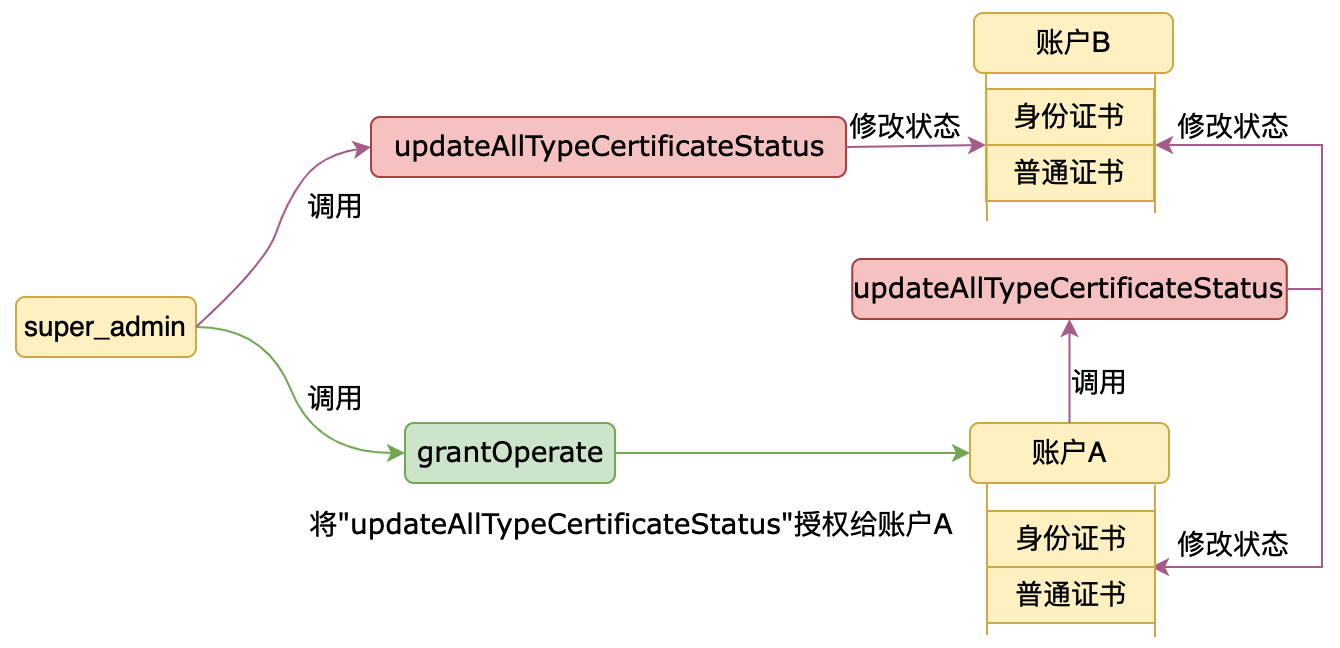 账户B
身份证书
普通证书
updateAllTypeCertificateStatus
修改状态
修改状态
调用
updateAllTypeCertificateStatus
super_admin
调用
调用
grantOperate
账户A
将"updateAllTypeCertificateStatus"授权给账户A
身份证书
普通证书
修改状态